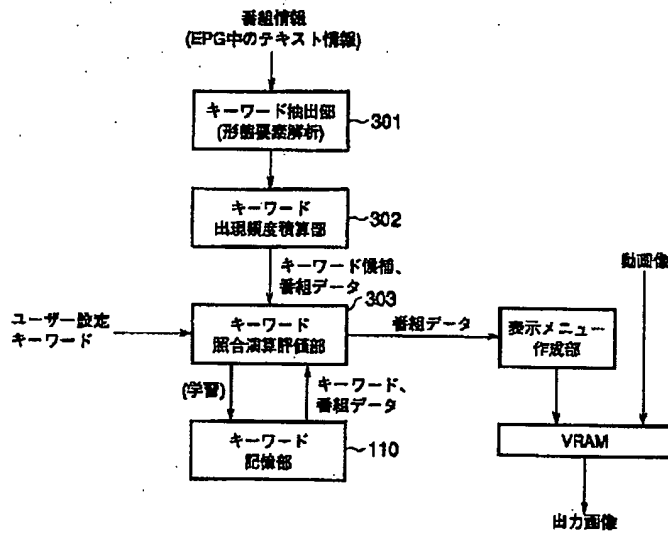 番組情報
(EPG中のテキスト情報)
キーワード抽出部
(形態要素解析)
301
キーワード
出現頻度積算部
302
キーワード候補、
番組データ
303
動画像
ユーザー設定
キーワード
キーワード
照合演算評価部
番組データ
表示メニュー
作成部
(学習)
キーワード、
番組データ
キーワード
記憶部
110
VRAM
出力画像